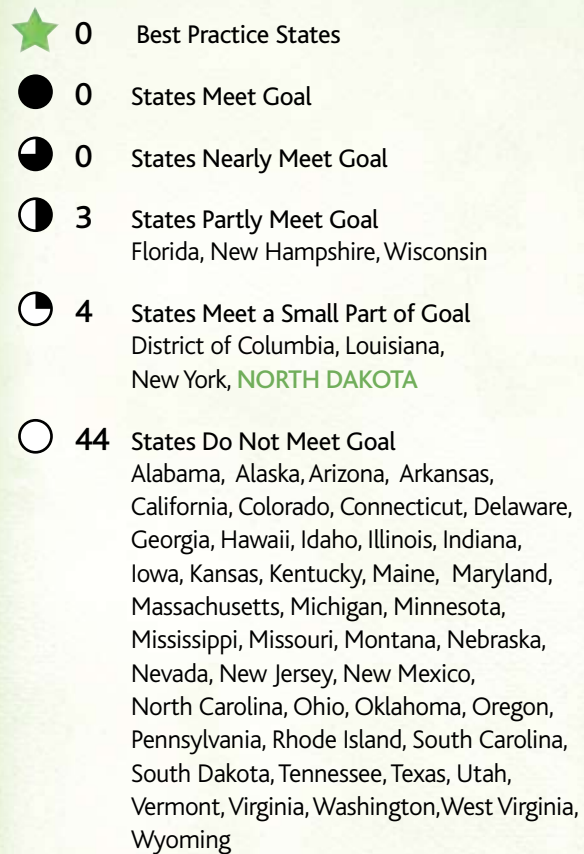 0 Best Practice States
0 States Meet Goal
0 States Nearly Meet Goal
3 States Partly Meet Goal
Florida, New Hampshire, Wisconsin
4 States Meet a Small Part of Goal
District of Columbia, Louisiana,
New York, NORTH DAKOTA
44 States Do Not Meet Goal
Alabama, Alaska, Arizona, Arkansas,
California, Colorado, Connecticut, Delaware,
Georgia, Hawaii, Idaho, Illinois, Indiana,
Iowa, Kansas, Kentucky, Maine, Maryland,
Massachusetts, Michigan, Minnesota,
Mississippi, Missouri, Montana, Nebraska,
Nevada, New Jersey, New Mexico,
North Carolina, Ohio, Oklahoma, Oregon,
Pennsylvania, Rhode Island, South Carolina,
South Dakota, Tennessee, Texas, Utah,
Vermont, Virginia, Washington,West Virginia,
Wyoming